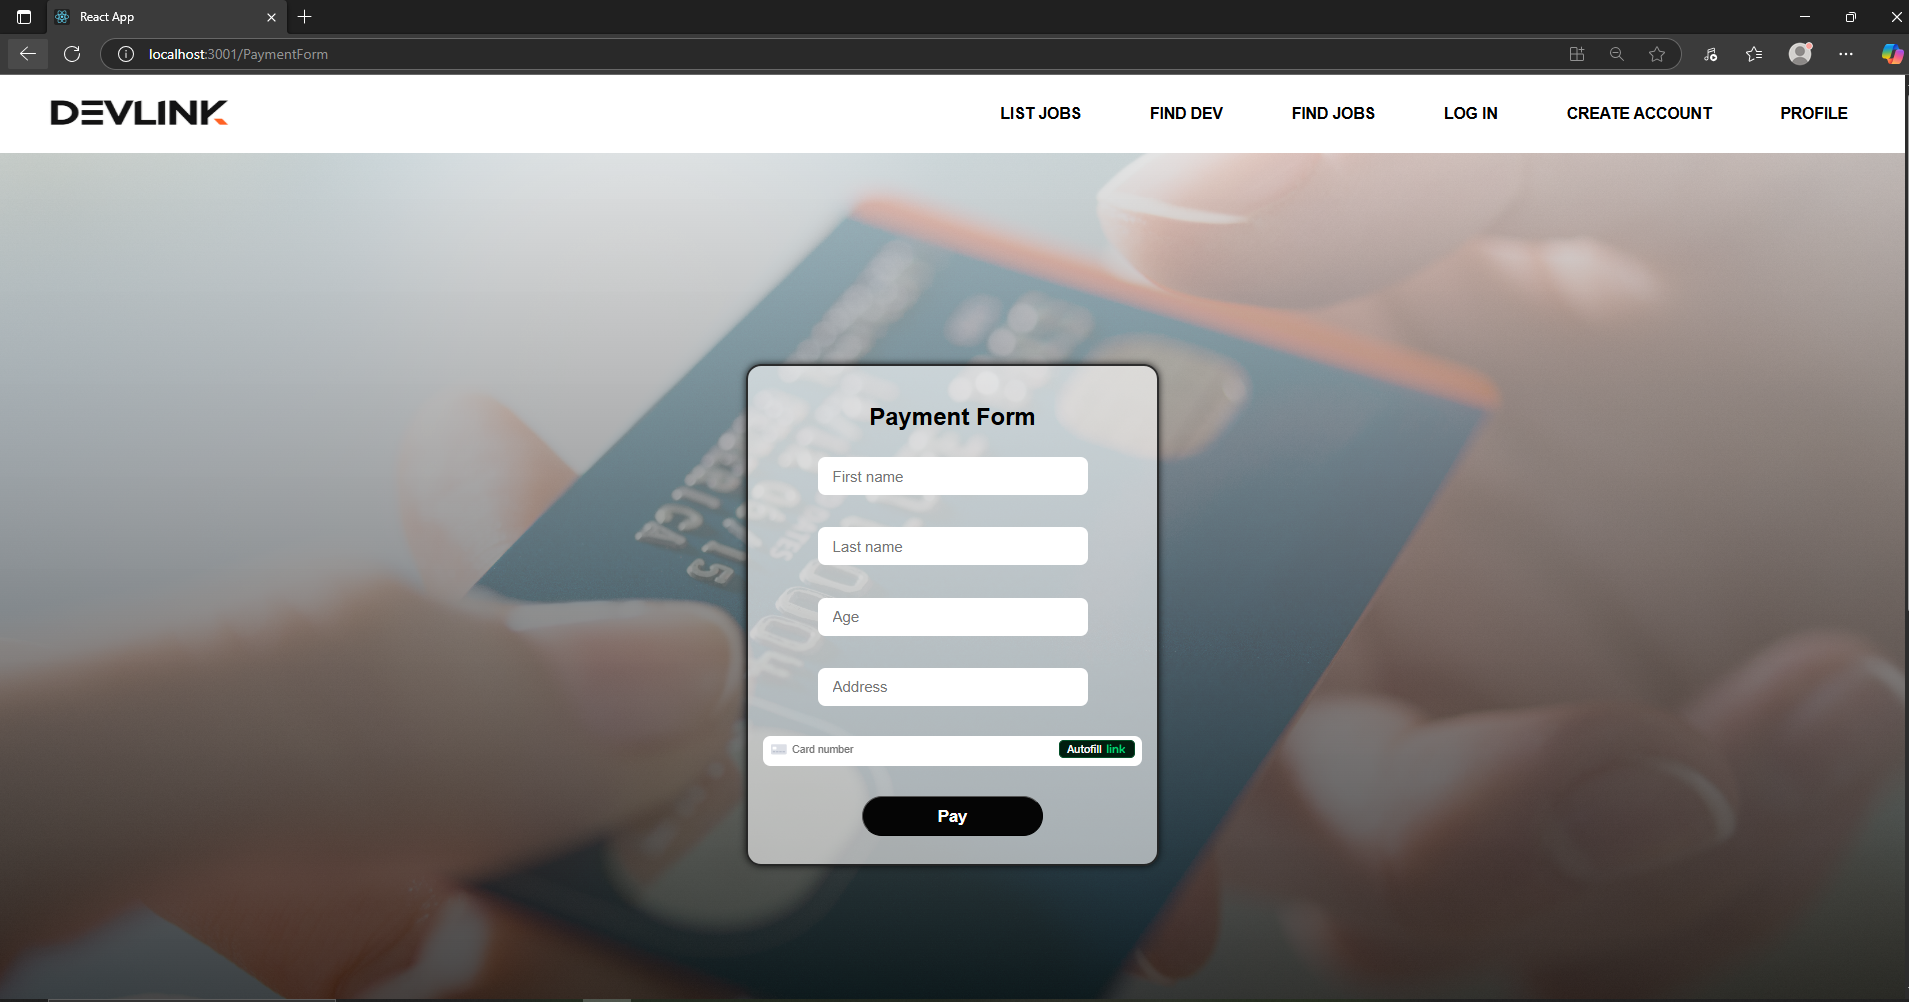 React App
localhost:3001/PaymentForm
DEVLINK
LIST JOBS
FIND DEV
FIND JOBS
LOG IN
CREATE ACCOUNT
PROFILE
Payment Form
First name
Last name
Age
Address
Card number
Autofill link
Pay